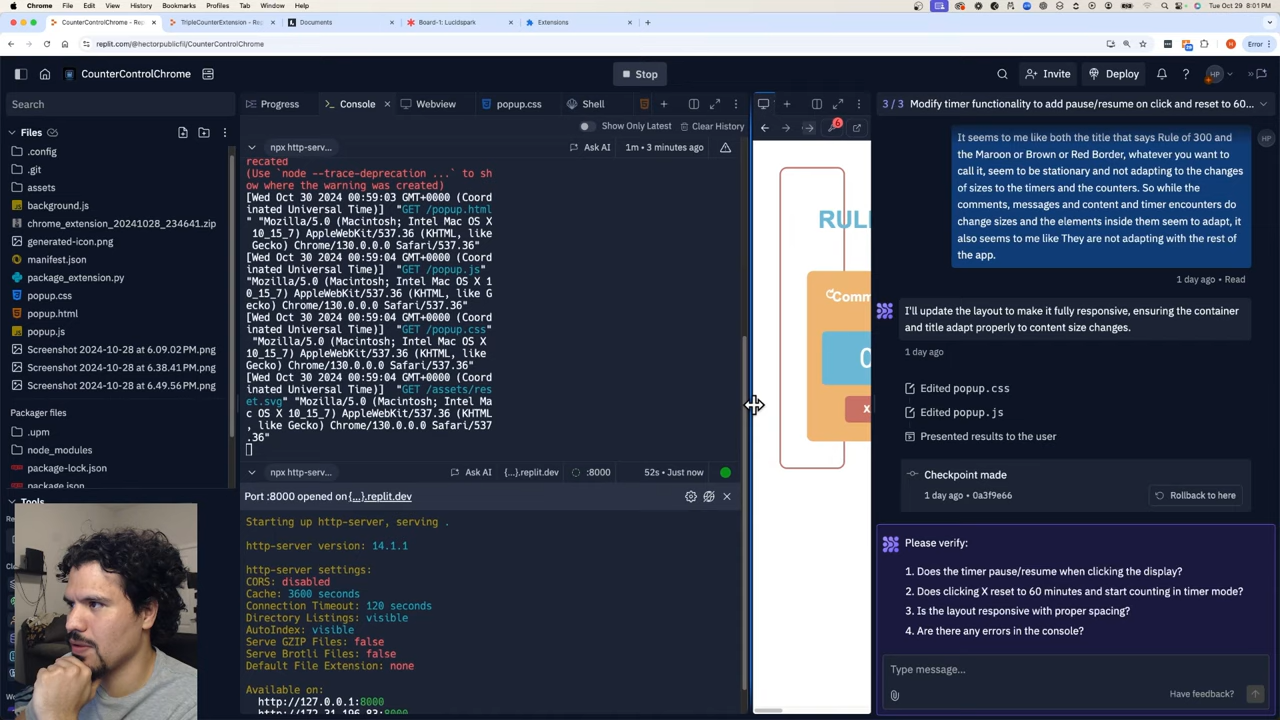 Chrome File Edit View History Bookmarks Profiles Tab Window Help
Tue Oct 29 8:01 PM
CounterControlChrome - Rep
TripleCounterExtension - Repl
Documents
Board-1: Lucidspark
Extensions
replit.com/@hectorpublicfil/CounterControlChrome
Error
CounterControlChrome
Stop
Invite
Deploy
HP
Search
Progress
Console
Webview
popup.css
Shell
3 / 3 Modify timer functionality to add pause/resume on click and reset to 60...
Files
Show Only Latest
Clear History
6
.config
.git
assets
background.js
chrome_extension_20241028_234641.zip
generated-icon.png
manifest.json
package_extension.py
popup.css
popup.html
popup.js
Screenshot 2024-10-28 at 6.09.02 PM.png
Screenshot 2024-10-28 at 6.38.41 PM.png
Screenshot 2024-10-28 at 6.49.56 PM.png
Packager files
.upm
node_modules
package-lock.json
package.json
Tools
npx http-serv...
Ask AI
1m • 3 minutes ago
recated
(Use `node --trace-deprecation ...` to sh
ow where the warning was created)
[Wed Oct 30 2024 00:59:03 GMT+0000 (Coord
inated Universal Time)] "GET /popup.html
" "Mozilla/5.0 (Macintosh; Intel Mac OS X
10_15_7) AppleWebKit/537.36 (KHTML, like
Gecko) Chrome/130.0.0.0 Safari/537.36"
[Wed Oct 30 2024 00:59:04 GMT+0000 (Coord
inated Universal Time)] "GET /popup.js"
"Mozilla/5.0 (Macintosh; Intel Mac OS X
10_15_7) AppleWebKit/537.36 (KHTML, like G
ecko) Chrome/130.0.0.0 Safari/537.36"
[Wed Oct 30 2024 00:59:04 GMT+0000 (Coord
inated Universal Time)] "GET /popup.css"
"Mozilla/5.0 (Macintosh; Intel Mac OS X
10_15_7) AppleWebKit/537.36 (KHTML, like
Gecko) Chrome/130.0.0.0 Safari/537.36"
[Wed Oct 30 2024 00:59:04 GMT+0000 (Coord
inated Universal Time)] "GET /assets/res
et.svg" "Mozilla/5.0 (Macintosh; Intel Ma
c OS X 10_15_7) AppleWebKit/537.36 (KHTML
, like Gecko) Chrome/130.0.0.0 Safari/537
.36"
npx http-serv...
Ask AI
{...}.replit.dev
:8000
52s • Just now
Port :8000 opened on {...}.replit.dev
Starting up http-server, serving .
http-server version: 14.1.1
http-server settings:
CORS: disabled
Cache: 3600 seconds
Connection Timeout: 120 seconds
Directory Listings: visible
AutoIndex: visible
Serve GZIP Files: false
Serve Brotli Files: false
Default File Extension: none
Available on:
http://127.0.0.1:8000
http://172.31.196.83:8000
RUL
Comm
0
X
It seems to me like both the title that says Rule of 300 and
the Maroon or Brown or Red Border, whatever you want to
call it, seem to be stationary and not adapting to the changes
of sizes to the timers and the counters. So while the
comments, messages and content and timer encounters do
change sizes and the elements inside them seem to adapt, it
also seems to me like They are not adapting with the rest of
the app.
HP
1 day ago • Read
I'll update the layout to make it fully responsive, ensuring the container
and title adapt properly to content size changes.
1 day ago
Edited popup.css
Edited popup.js
Presented results to the user
Checkpoint made
1 day ago • 0a3f9e66
Rollback to here
Please verify:
1. Does the timer pause/resume when clicking the display?
2. Does clicking X reset to 60 minutes and start counting in timer mode?
3. Is the layout responsive with proper spacing?
4. Are there any errors in the console?
Type message...
Have feedback?